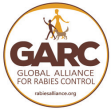 GARC
GLOBAL ALLIANCE
FOR RABIES CONTROL
rabiesalliance.org